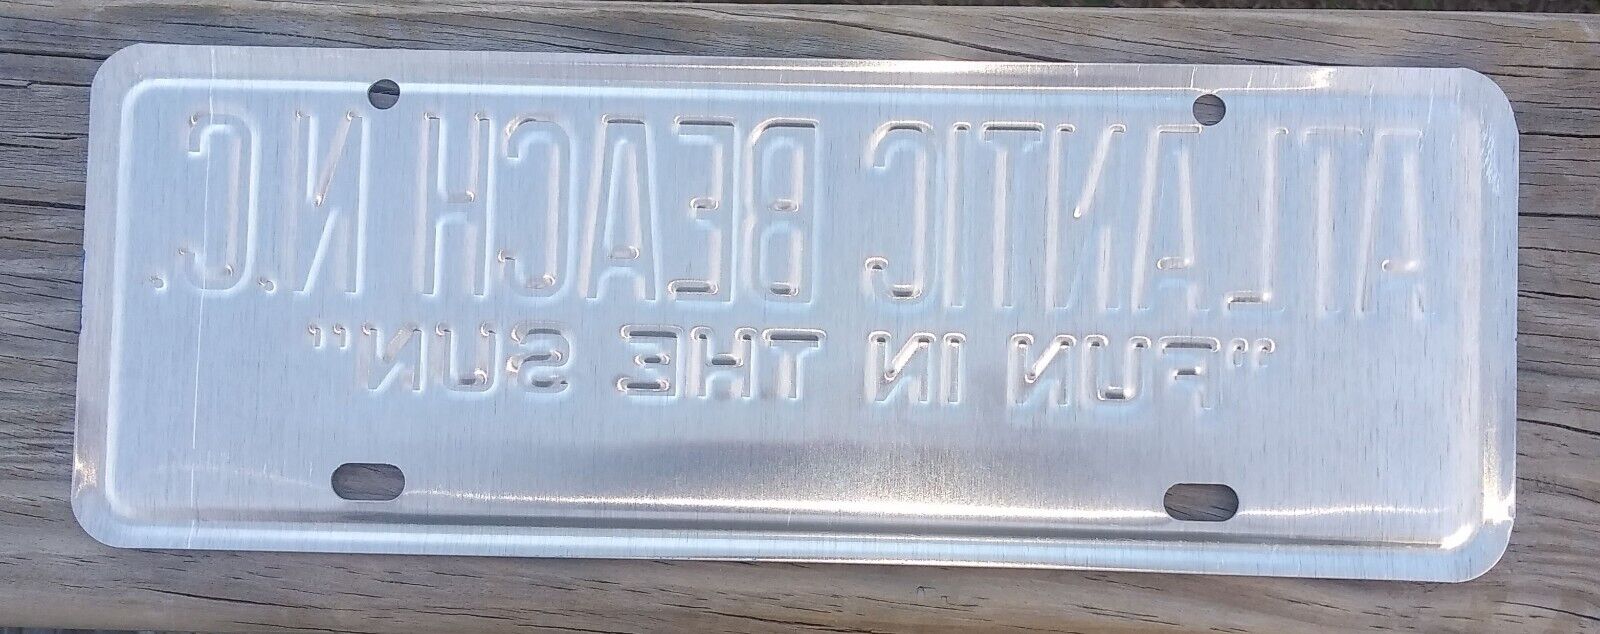 ATLANTIC BEACH N.C.
"FUN IN THE SUN"